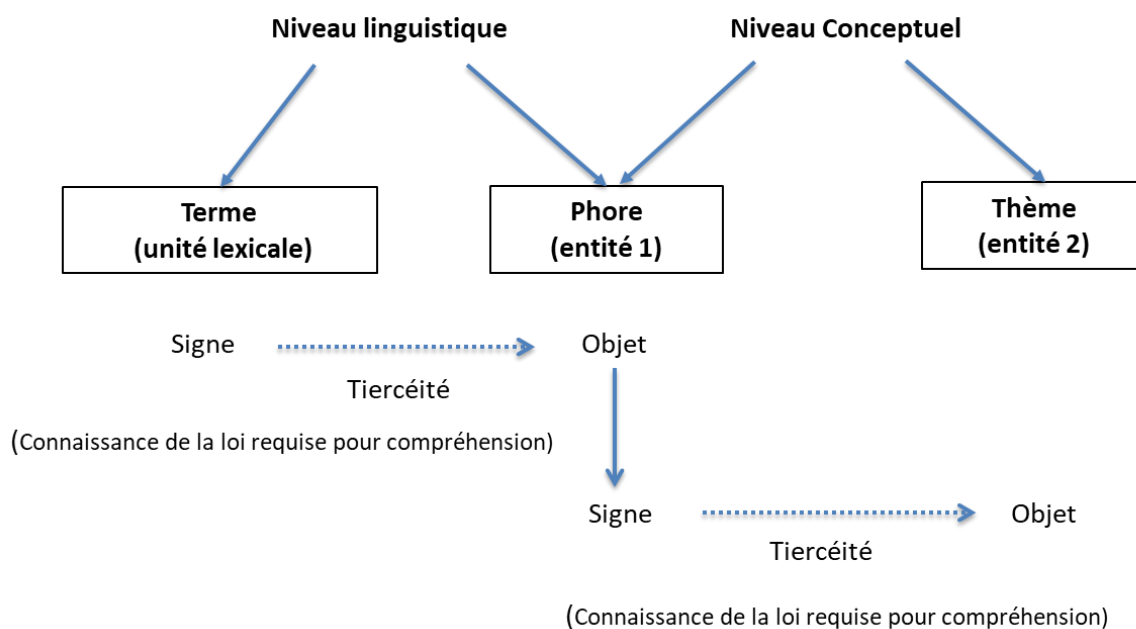 Niveau linguistique
Niveau Conceptuel
Terme
(unité lexicale)
Phore
(entité 1)
Thème
(entité 2)
Signe
Objet
Tiercéité
(Connaissance de la loi requise pour compréhension)
Signe
Objet
Tiercéité
(Connaissance de la loi requise pour compréhension)